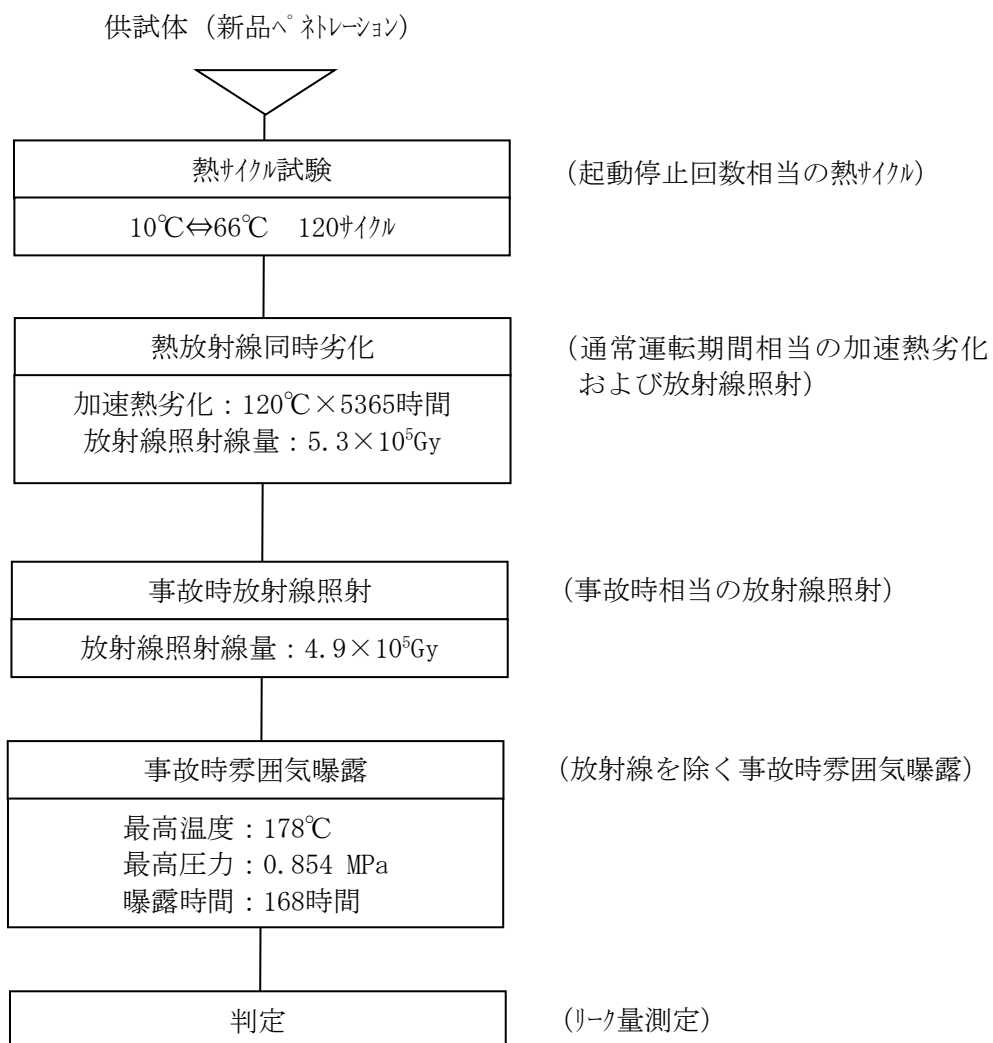 供試体（新品ﾍﾟﾈﾄﾚｰｼｮﾝ）
熱ｻｲｸﾙ試験
（起動停止回数相当の熱ｻｲｸﾙ）
10℃⇔66℃　120ｻｲｸﾙ
熱放射線同時劣化
（通常運転期間相当の加速熱劣化
および放射線照射）
加速熱劣化：120℃×5365時間
放射線照射線量：5.3×10⁵Gy
事故時放射線照射
（事故時相当の放射線照射）
放射線照射線量：4.9×10⁵Gy
事故時雰囲気曝露
（放射線を除く事故時雰囲気曝露）
最高温度：178℃
最高圧力：0.854 MPa
曝露時間：168時間
判定
（ﾘｰｸ量測定）